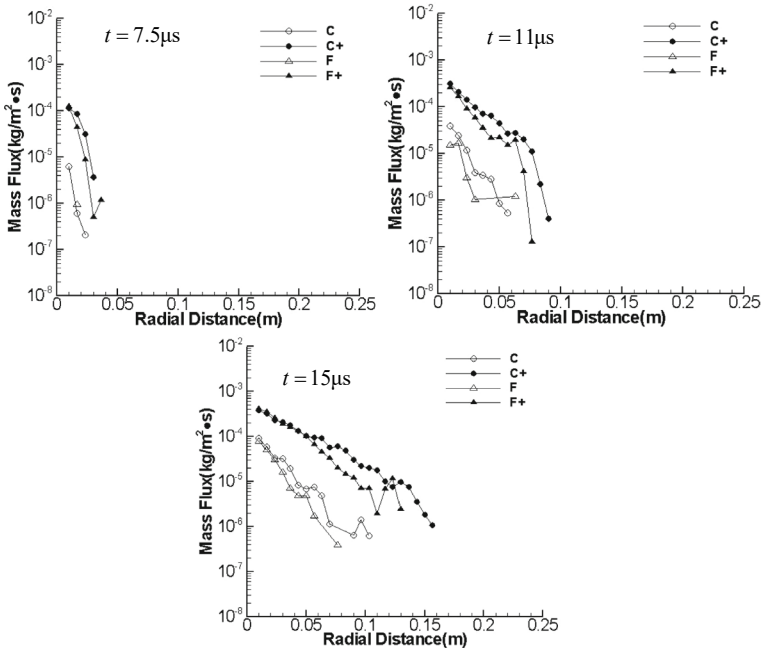 10⁻²
10⁻³
10⁻⁴
10⁻⁵
10⁻⁶
10⁻⁷
10⁻⁸
Mass Flux(kg/m²•s)
t = 7.5μs
C
C+
F
F+
0 0.05 0.1 0.15 0.2 0.25
Radial Distance(m)
10⁻²
10⁻³
10⁻⁴
10⁻⁵
10⁻⁶
10⁻⁷
10⁻⁸
Mass Flux(kg/m²•s)
t = 11μs
C
C+
F
F+
0 0.05 0.1 0.15 0.2 0.25
Radial Distance(m)
10⁻²
10⁻³
10⁻⁴
10⁻⁵
10⁻⁶
10⁻⁷
10⁻⁸
Mass Flux(kg/m²•s)
t = 15μs
C
C+
F
F+
0 0.05 0.1 0.15 0.2 0.25
Radial Distance(m)